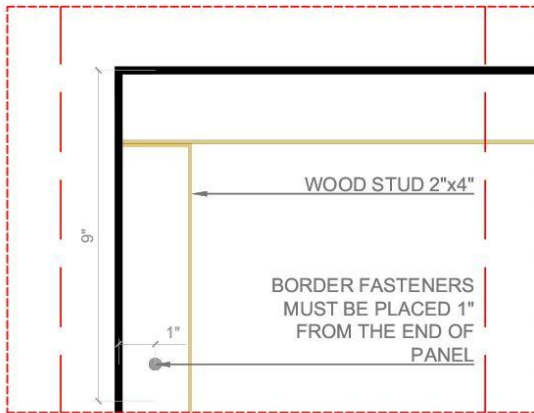 WOOD STUD 2"x4"
9"
BORDER FASTENERS
MUST BE PLACED 1"
FROM THE END OF
PANEL
1"